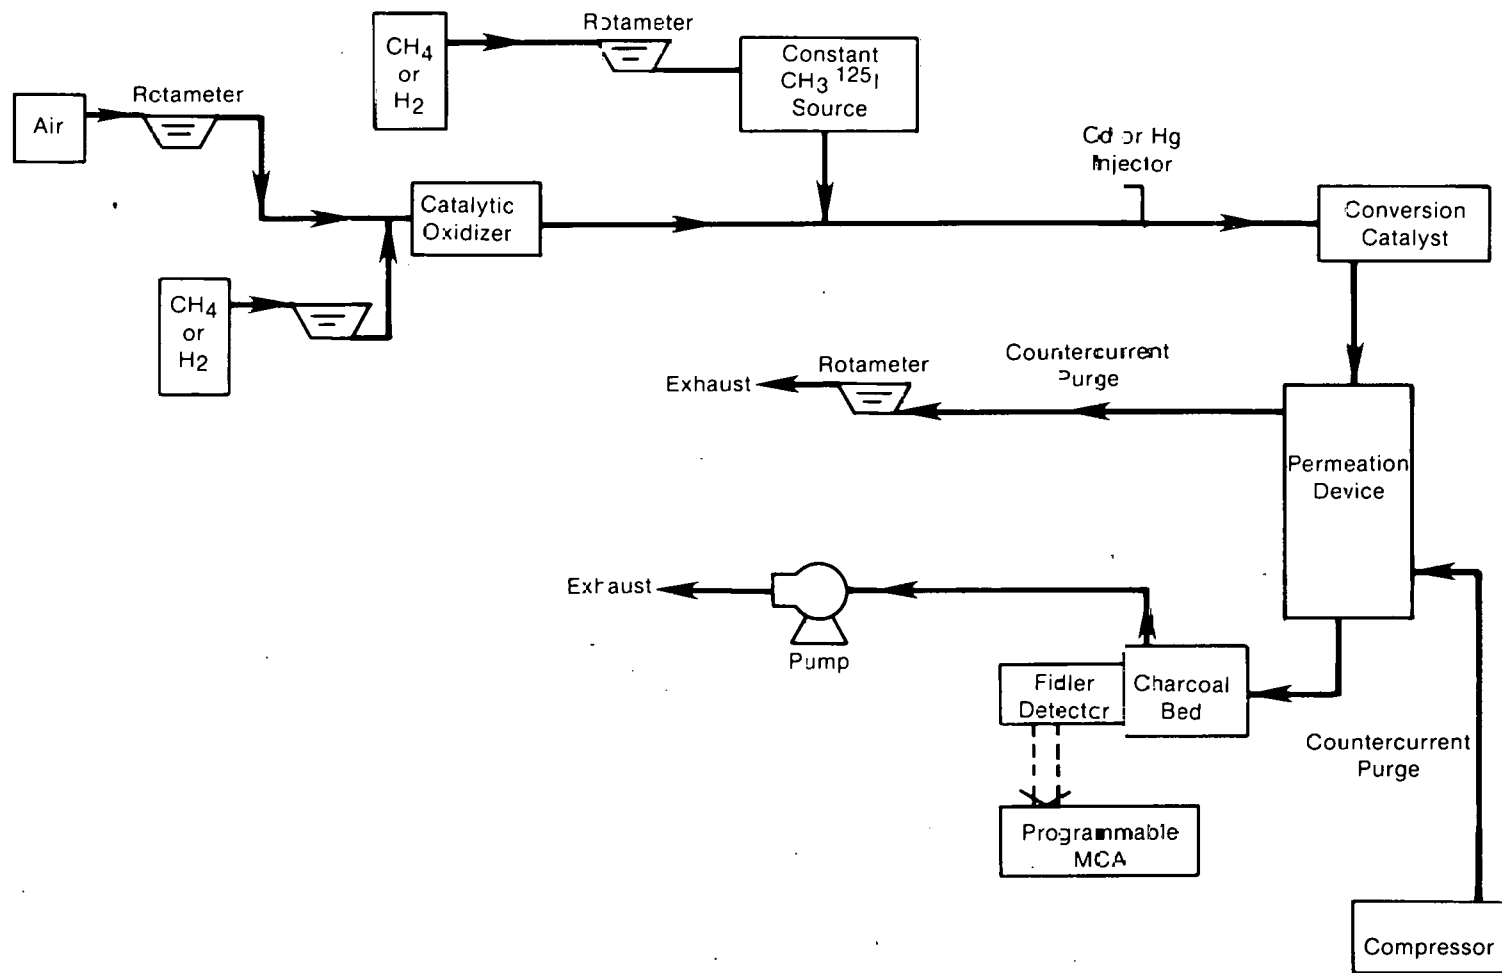 Rotameter
CH4
or
H2
Constant
CH3 125I
Source
Rotameter
Air
Cd or Hg
Injector
Catalytic
Oxidizer
Conversion
Catalyst
CH4
or
H2
Countercurrent
Purge
Rotameter
Exhaust
Permeation
Device
Exhaust
Pump
Fidler
Detector
Charcoal
Bed
Countercurrent
Purge
Programmable
MCA
Compressor